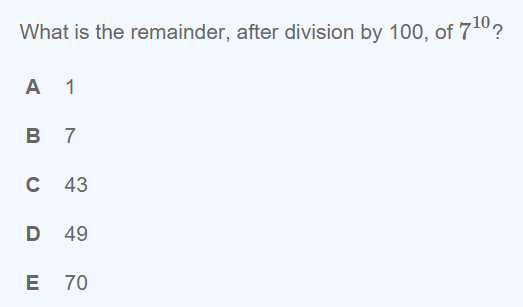 What is the remainder, after division by 100, of 7^10?
A 1
B 7
C 43
D 49
E 70